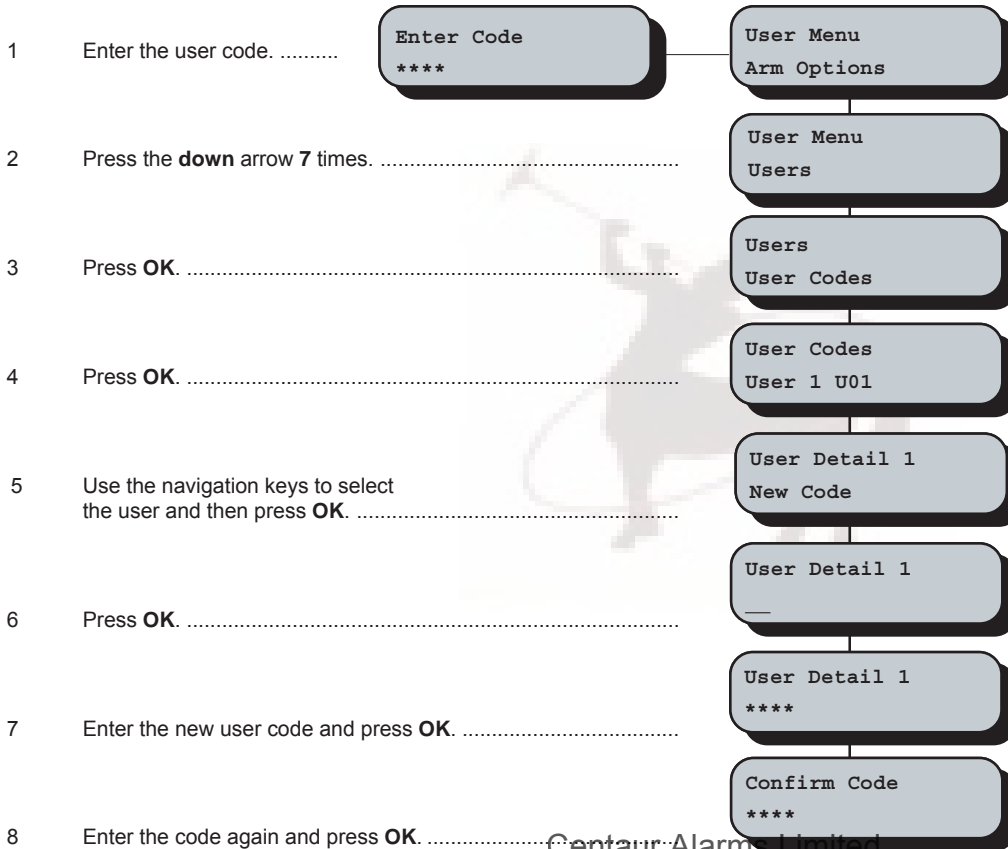 1 Enter the user code. ..........
Enter Code
****
User Menu
Arm Options
2 Press the down arrow 7 times. ...................................................
User Menu
Users
3 Press OK. ...................................................................................
Users
User Codes
4 Press OK. ...................................................................................
User Codes
User 1 U01
5 Use the navigation keys to select
the user and then press OK. .......................................................
User Detail 1
New Code
6 Press OK. ...................................................................................
User Detail 1
__
7 Enter the new user code and press OK. .....................................
User Detail 1
****
8 Enter the code again and press OK. ...........................................
Confirm Code
****
Centaur Alarms Limited